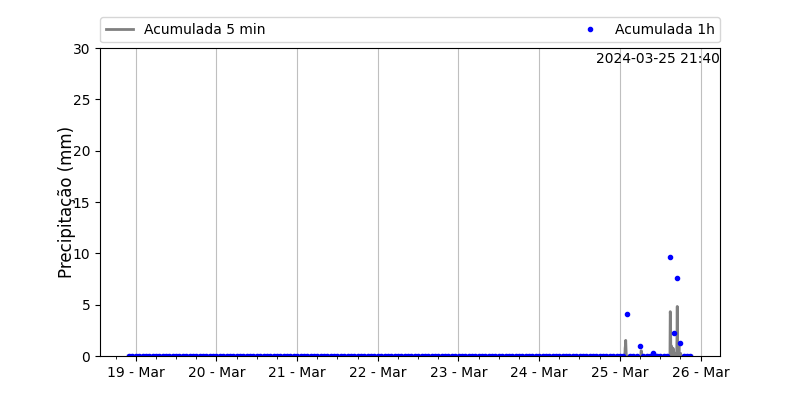 Acumulada 5 min
Acumulada 1h
2024-03-25 21:40
Precipitação (mm)
30
25
20
15
10
5
0
19 - Mar
20 - Mar
21 - Mar
22 - Mar
23 - Mar
24 - Mar
25 - Mar
26 - Mar